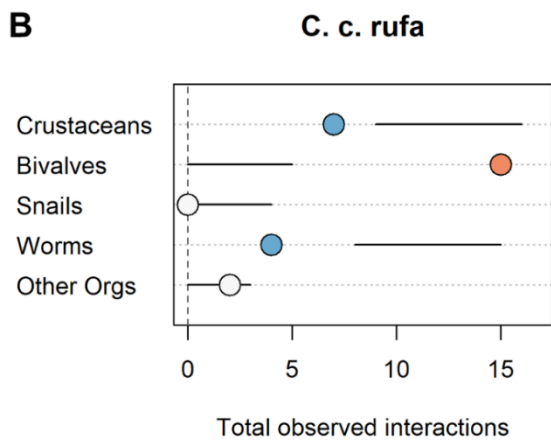 B
C. c. rufa
Crustaceans
Bivalves
Snails
Worms
Other Orgs
0 5 10 15
Total observed interactions